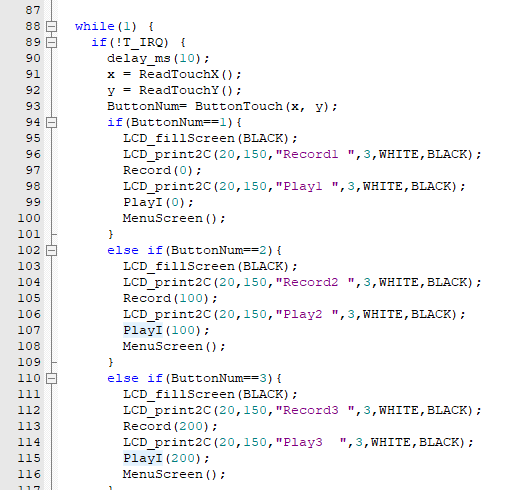 87
88 while(1) {
89 if(!T_IRQ) {
90 delay_ms(10);
91 x = ReadTouchX();
92 y = ReadTouchY();
93 ButtonNum= ButtonTouch(x, y);
94 if(ButtonNum==1){
95 LCD_fillScreen(BLACK);
96 LCD_print2C(20,150,"Record1 ",3,WHITE,BLACK);
97 Record(0);
98 LCD_print2C(20,150,"Play1 ",3,WHITE,BLACK);
99 PlayI(0);
100 MenuScreen();
101 }
102 else if(ButtonNum==2){
103 LCD_fillScreen(BLACK);
104 LCD_print2C(20,150,"Record2 ",3,WHITE,BLACK);
105 Record(100);
106 LCD_print2C(20,150,"Play2 ",3,WHITE,BLACK);
107 PlayI(100);
108 MenuScreen();
109 }
110 else if(ButtonNum==3){
111 LCD_fillScreen(BLACK);
112 LCD_print2C(20,150,"Record3 ",3,WHITE,BLACK);
113 Record(200);
114 LCD_print2C(20,150,"Play3  ",3,WHITE,BLACK);
115 PlayI(200);
116 MenuScreen();
117 }